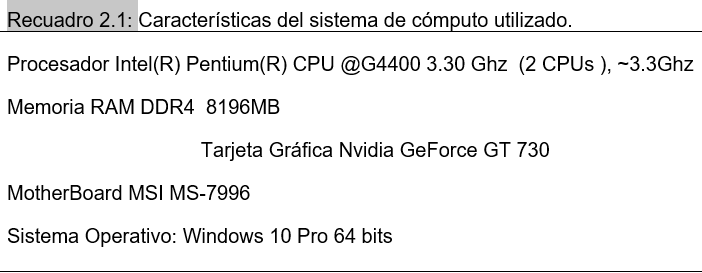 Recuadro 2.1: Características del sistema de cómputo utilizado.
Procesador Intel(R) Pentium(R) CPU @G4400 3.30 Ghz  (2 CPUs ), ~3.3Ghz
Memoria RAM DDR4  8196MB
Tarjeta Gráfica Nvidia GeForce GT 730
MotherBoard MSI MS-7996
Sistema Operativo: Windows 10 Pro 64 bits